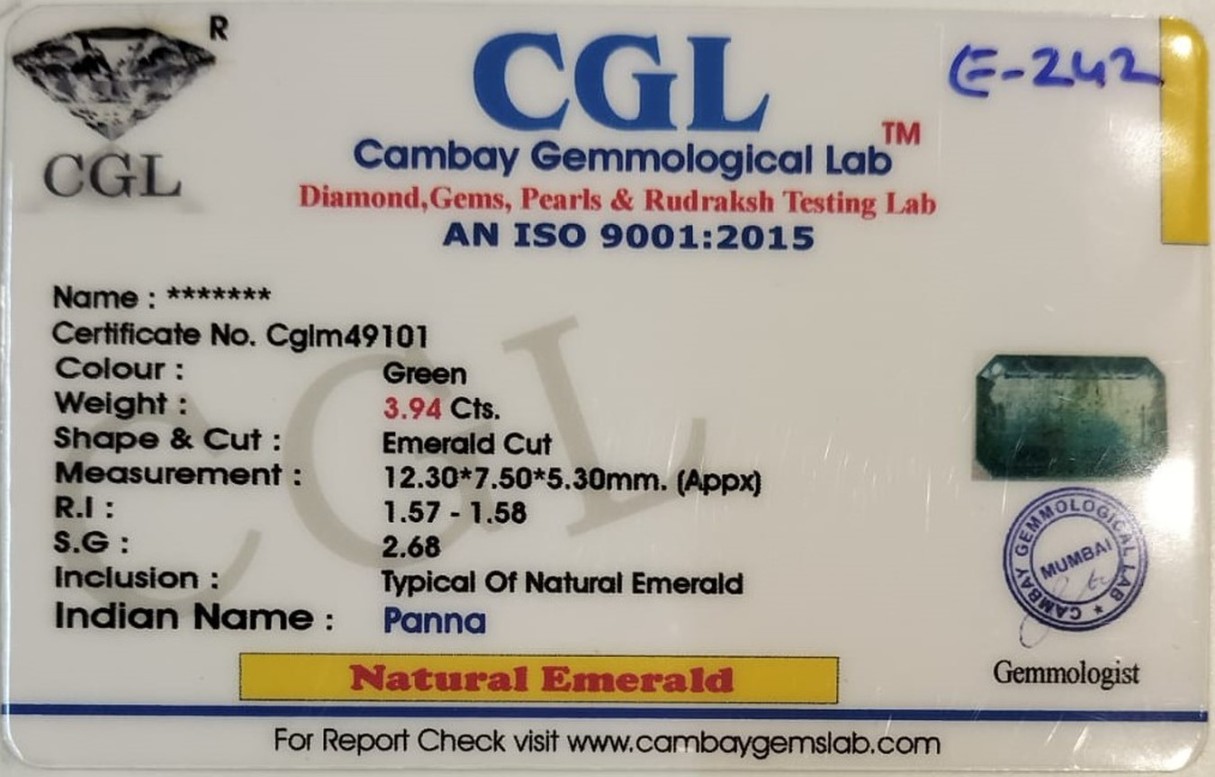 R
CGL
CGL
E-242
Cambay Gemmological Lab™
Diamond,Gems, Pearls & Rudraksh Testing Lab
AN ISO 9001:2015
Name : *******
Certificate No. Cglm49101
Colour : Green
Weight : 3.94 Cts.
Shape & Cut : Emerald Cut
Measurement : 12.30*7.50*5.30mm. (Appx)
R.I : 1.57 - 1.58
S.G : 2.68
Inclusion : Typical Of Natural Emerald
Indian Name : Panna
CGL
CAMBAY GEMMOLOGICAL LAB ★
MUMBAI
Gemmologist
Natural Emerald
For Report Check visit www.cambaygemslab.com